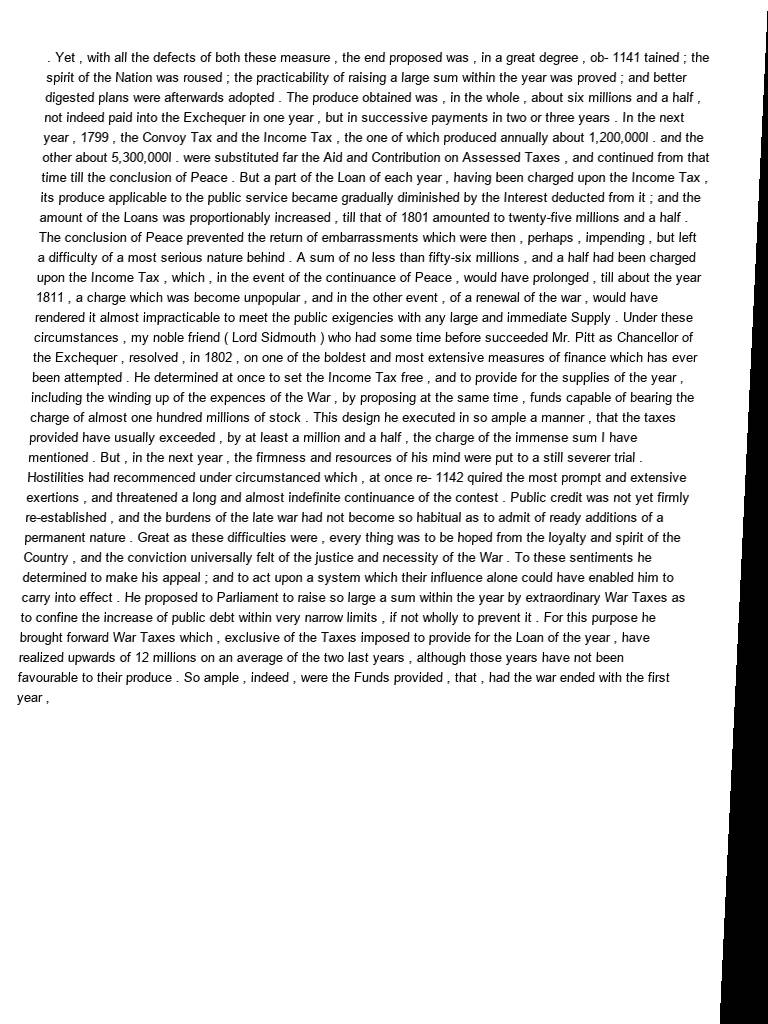 . Yet , with all the defects of both these measure , the end proposed was , in a great degree , ob- 1141 tained ; the
spirit of the Nation was roused ; the practicability of raising a large sum within the year was proved ; and better
digested plans were afterwards adopted . The produce obtained was , in the whole , about six millions and a half ,
not indeed paid into the Exchequer in one year , but in successive payments in two or three years . In the next
year , 1799 , the Convoy Tax and the Income Tax , the one of which produced annually about 1,200,000l . and the
other about 5,300,000l . were substituted far the Aid and Contribution on Assessed Taxes , and continued from that
time till the conclusion of Peace . But a part of the Loan of each year , having been charged upon the Income Tax ,
its produce applicable to the public service became gradually diminished by the Interest deducted from it ; and the
amount of the Loans was proportionably increased , till that of 1801 amounted to twenty-five millions and a half .
The conclusion of Peace prevented the return of embarrassments which were then , perhaps , impending , but left
a difficulty of a most serious nature behind . A sum of no less than fifty-six millions , and a half had been charged
upon the Income Tax , which , in the event of the continuance of Peace , would have prolonged , till about the year
1811 , a charge which was become unpopular , and in the other event , of a renewal of the war , would have
rendered it almost impracticable to meet the public exigencies with any large and immediate Supply . Under these
circumstances , my noble friend ( Lord Sidmouth ) who had some time before succeeded Mr. Pitt as Chancellor of
the Exchequer , resolved , in 1802 , on one of the boldest and most extensive measures of finance which has ever
been attempted . He determined at once to set the Income Tax free , and to provide for the supplies of the year ,
including the winding up of the expences of the War , by proposing at the same time , funds capable of bearing the
charge of almost one hundred millions of stock . This design he executed in so ample a manner , that the taxes
provided have usually exceeded , by at least a million and a half , the charge of the immense sum I have
mentioned . But , in the next year , the firmness and resources of his mind were put to a still severer trial .
Hostilities had recommenced under circumstanced which , at once re- 1142 quired the most prompt and extensive
exertions , and threatened a long and almost indefinite continuance of the contest . Public credit was not yet firmly
re-established , and the burdens of the late war had not become so habitual as to admit of ready additions of a
permanent nature . Great as these difficulties were , every thing was to be hoped from the loyalty and spirit of the
Country , and the conviction universally felt of the justice and necessity of the War . To these sentiments he
determined to make his appeal ; and to act upon a system which their influence alone could have enabled him to
carry into effect . He proposed to Parliament to raise so large a sum within the year by extraordinary War Taxes as
to confine the increase of public debt within very narrow limits , if not wholly to prevent it . For this purpose he
brought forward War Taxes which , exclusive of the Taxes imposed to provide for the Loan of the year , have
realized upwards of 12 millions on an average of the two last years , although those years have not been
favourable to their produce . So ample , indeed , were the Funds provided , that , had the war ended with the first
year ,